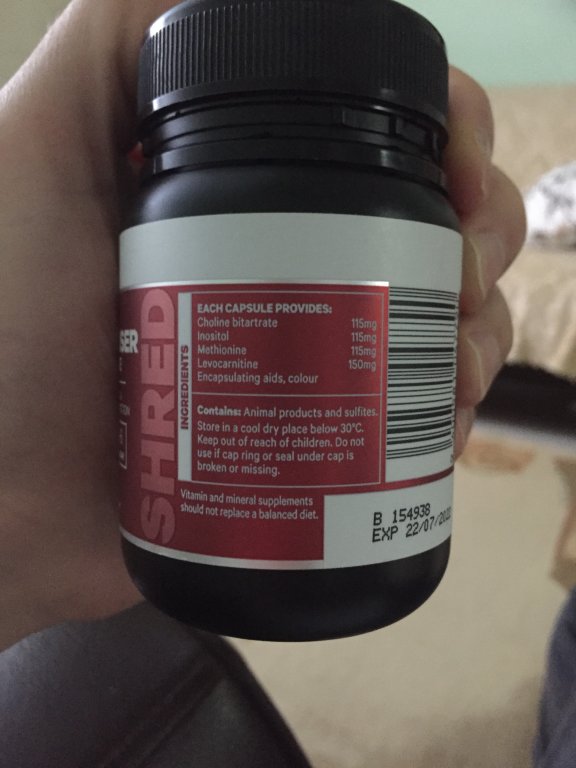 SHRED
INGREDIENTS
EACH CAPSULE PROVIDES:
Choline bitartrate 115mg
Inositol 115mg
Methionine 115mg
Levocarnitine 150mg
Encapsulating aids, colour
Contains: Animal products and sulfites.
Store in a cool dry place below 30°C.
Keep out of reach of children. Do not
use if cap ring or seal under cap is
broken or missing.
Vitamin and mineral supplements
should not replace a balanced diet.
B 154938
EXP 22/07/